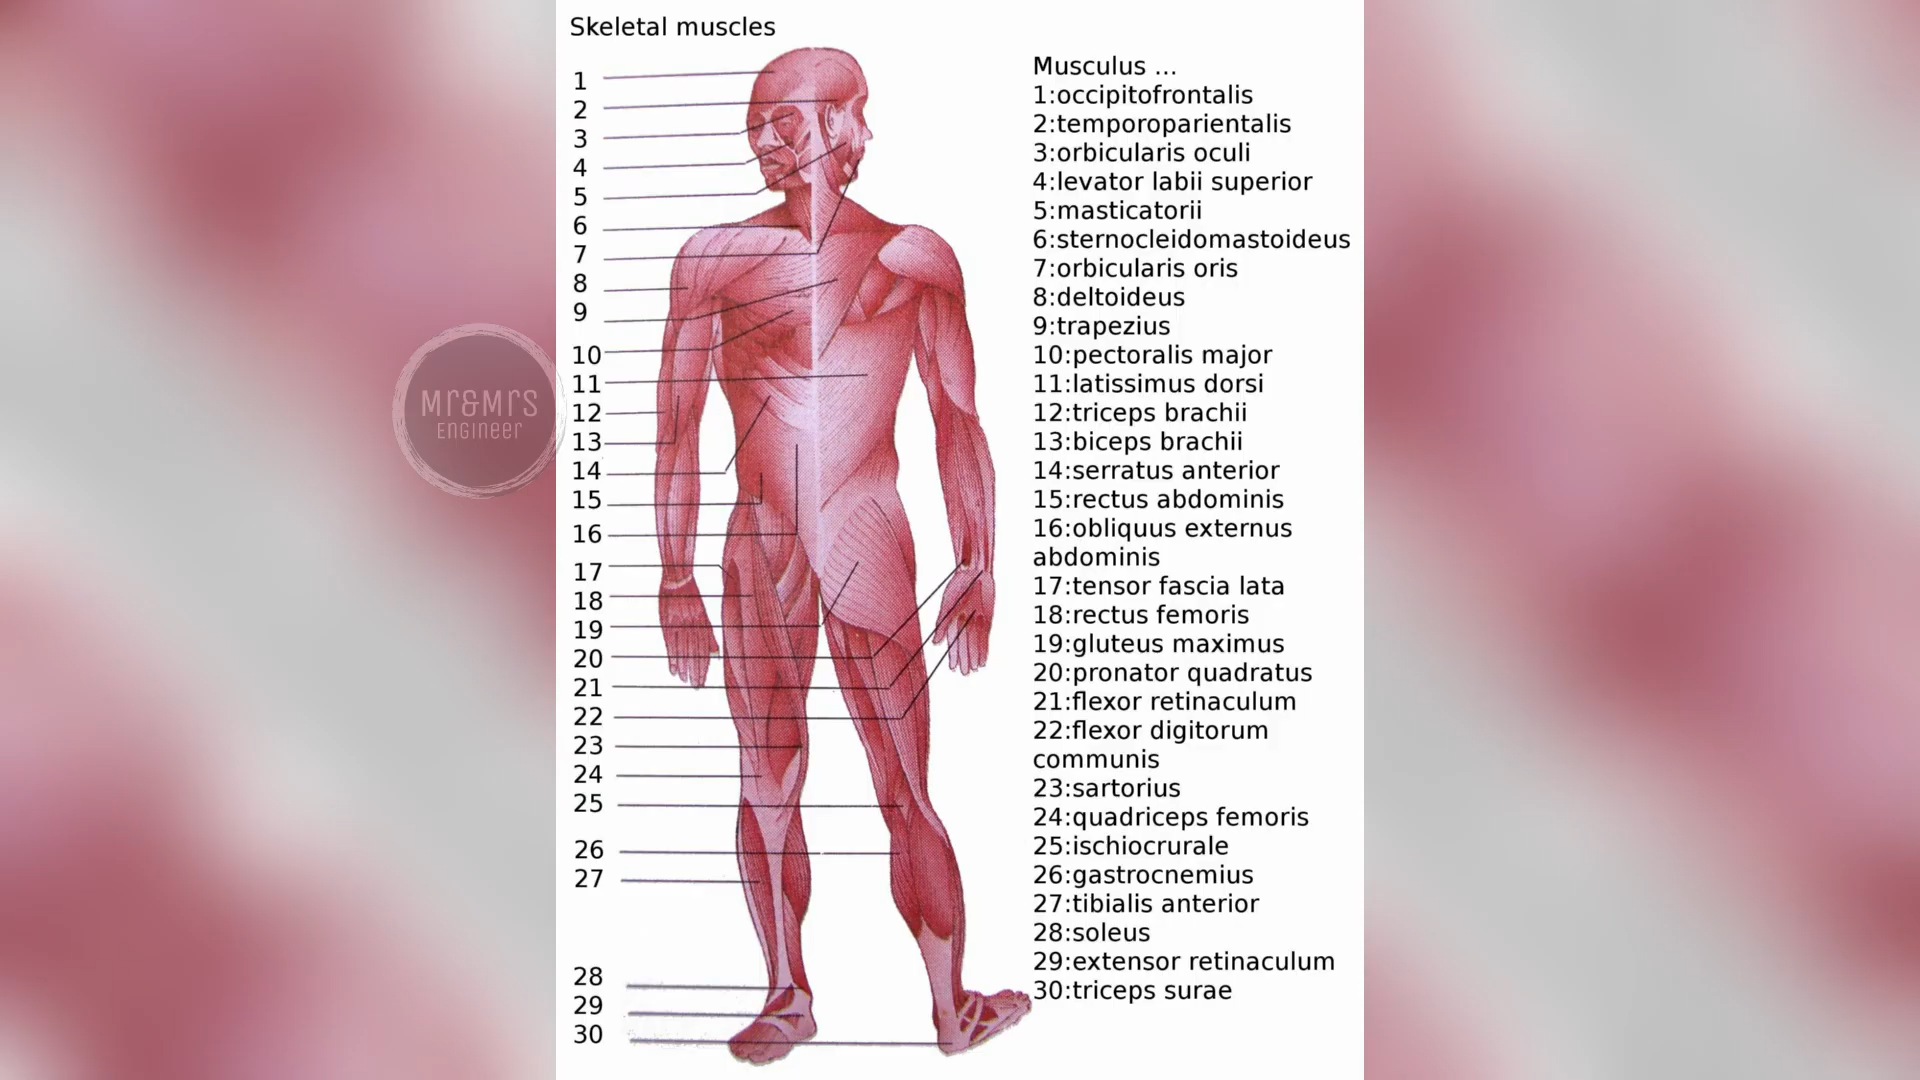 Skeletal muscles
1
2
3
4
5
6
7
8
9
10
11
12
13
14
15
16
17
18
19
20
21
22
23
24
25
26
27
28
29
30
Musculus ...
1:occipitofrontalis
2:temporoparientalis
3:orbicularis oculi
4:levator labii superior
5:masticatorii
6:sternocleidomastoideus
7:orbicularis oris
8:deltoideus
9:trapezius
10:pectoralis major
11:latissimus dorsi
12:triceps brachii
13:biceps brachii
14:serratus anterior
15:rectus abdominis
16:obliquus externus
abdominis
17:tensor fascia lata
18:rectus femoris
19:gluteus maximus
20:pronator quadratus
21:flexor retinaculum
22:flexor digitorum
communis
23:sartorius
24:quadriceps femoris
25:ischiocrurale
26:gastrocnemius
27:tibialis anterior
28:soleus
29:extensor retinaculum
30:triceps surae
Mr&Mrs
Engineer